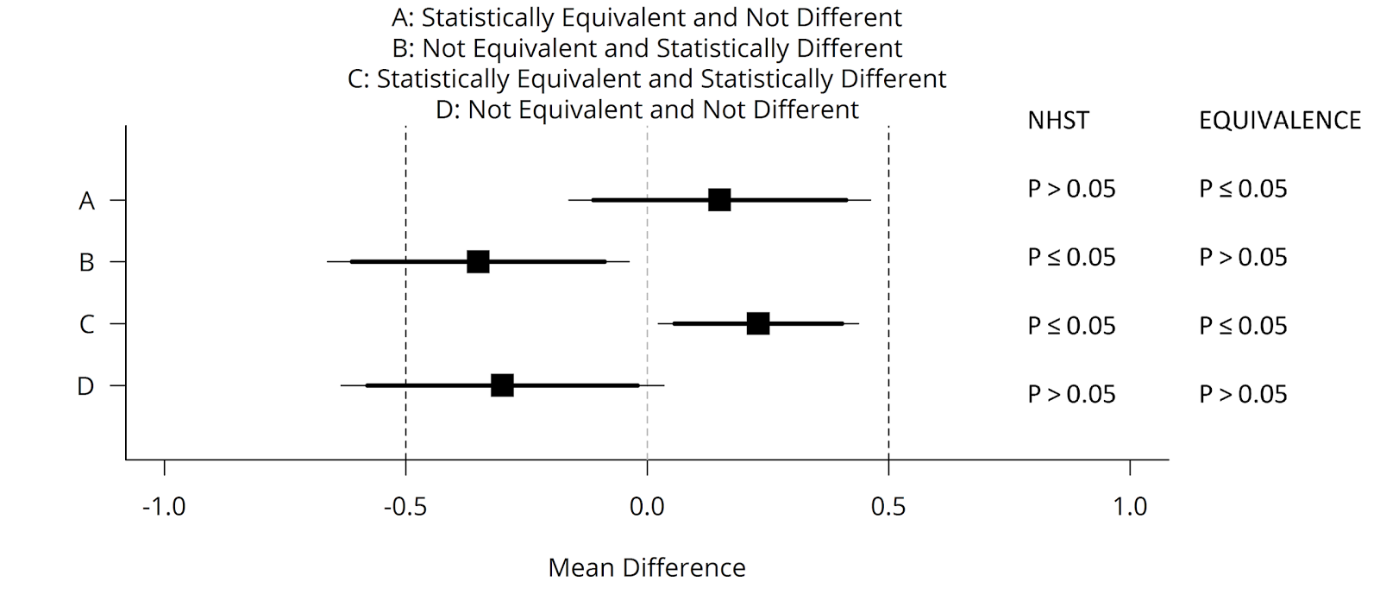 A: Statistically Equivalent and Not Different
B: Not Equivalent and Statistically Different
C: Statistically Equivalent and Statistically Different
D: Not Equivalent and Not Different
NHST EQUIVALENCE
A P > 0.05 P ≤ 0.05
B P ≤ 0.05 P > 0.05
C P ≤ 0.05 P ≤ 0.05
D P > 0.05 P > 0.05
-1.0 -0.5 0.0 0.5 1.0
Mean Difference